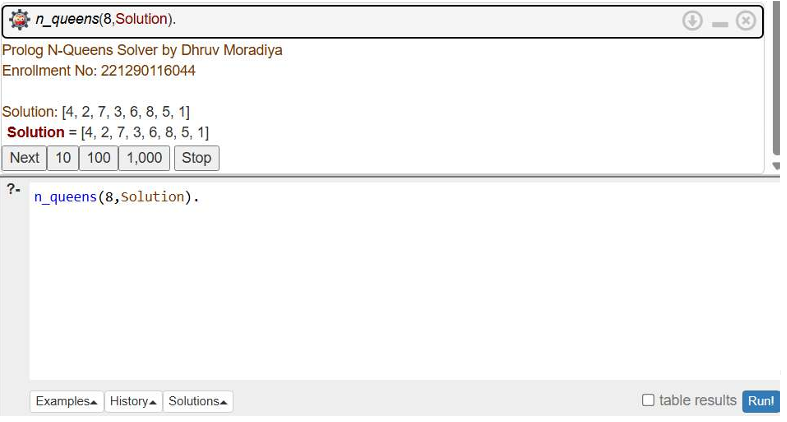 n_queens(8,Solution).
Prolog N-Queens Solver by Dhruv Moradiya
Enrollment No: 221290116044
Solution: [4, 2, 7, 3, 6, 8, 5, 1]
Solution = [4, 2, 7, 3, 6, 8, 5, 1]
Next 10 100 1,000 Stop
?- n_queens(8,Solution).
Examples History Solutions table results Run!